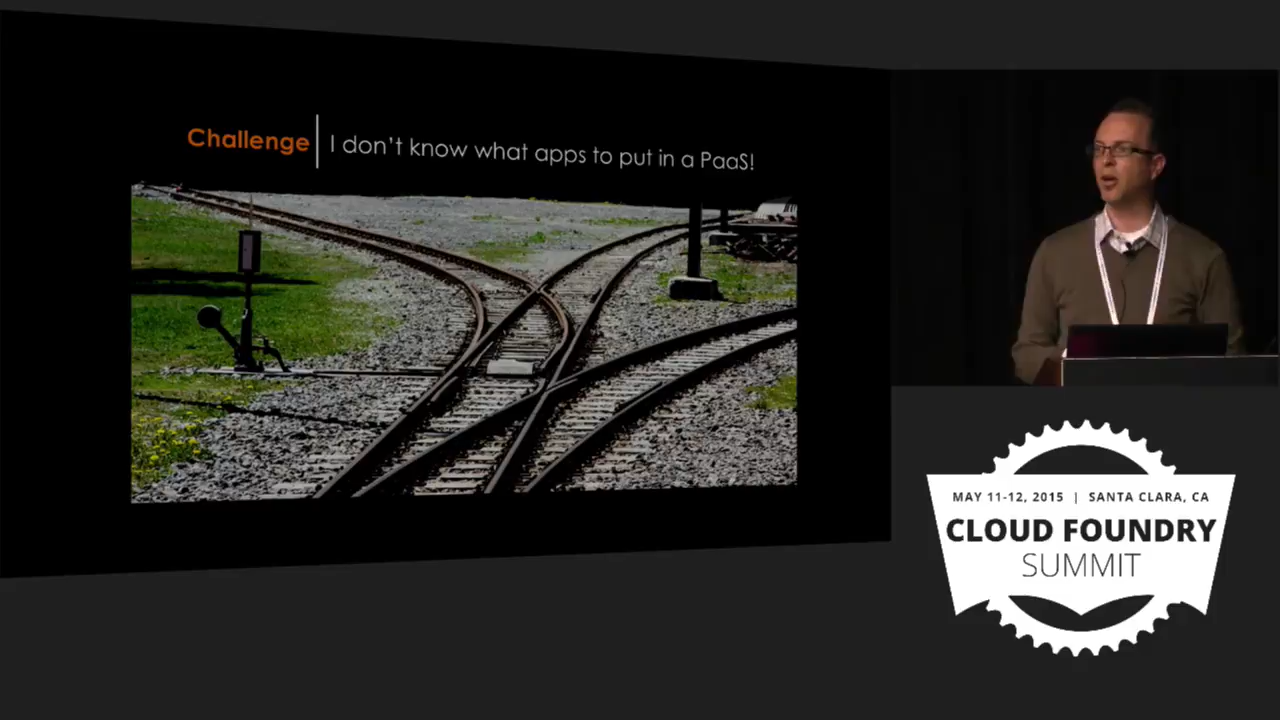 Challenge | I don't know what apps to put in a PaaS!
MAY 11-12, 2015 | SANTA CLARA, CA
CLOUD FOUNDRY
SUMMIT